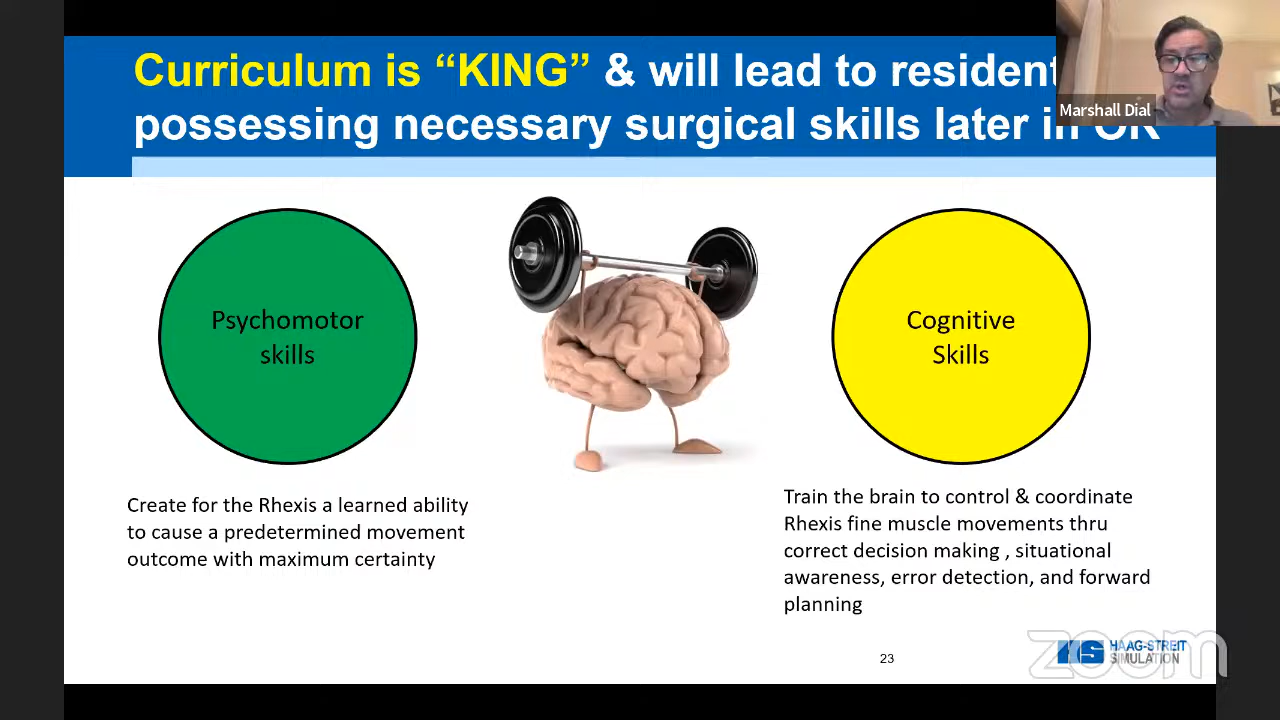 Curriculum is “KING” & will lead to resident
possessing necessary surgical skills later in OR
Marshall Dial
Psychomotor
skills
Cognitive
Skills
Create for the Rhexis a learned ability
to cause a predetermined movement
outcome with maximum certainty
Train the brain to control & coordinate
Rhexis fine muscle movements thru
correct decision making , situational
awareness, error detection, and forward
planning
23
HS HAAG-STREIT
SIMULATION
zoom